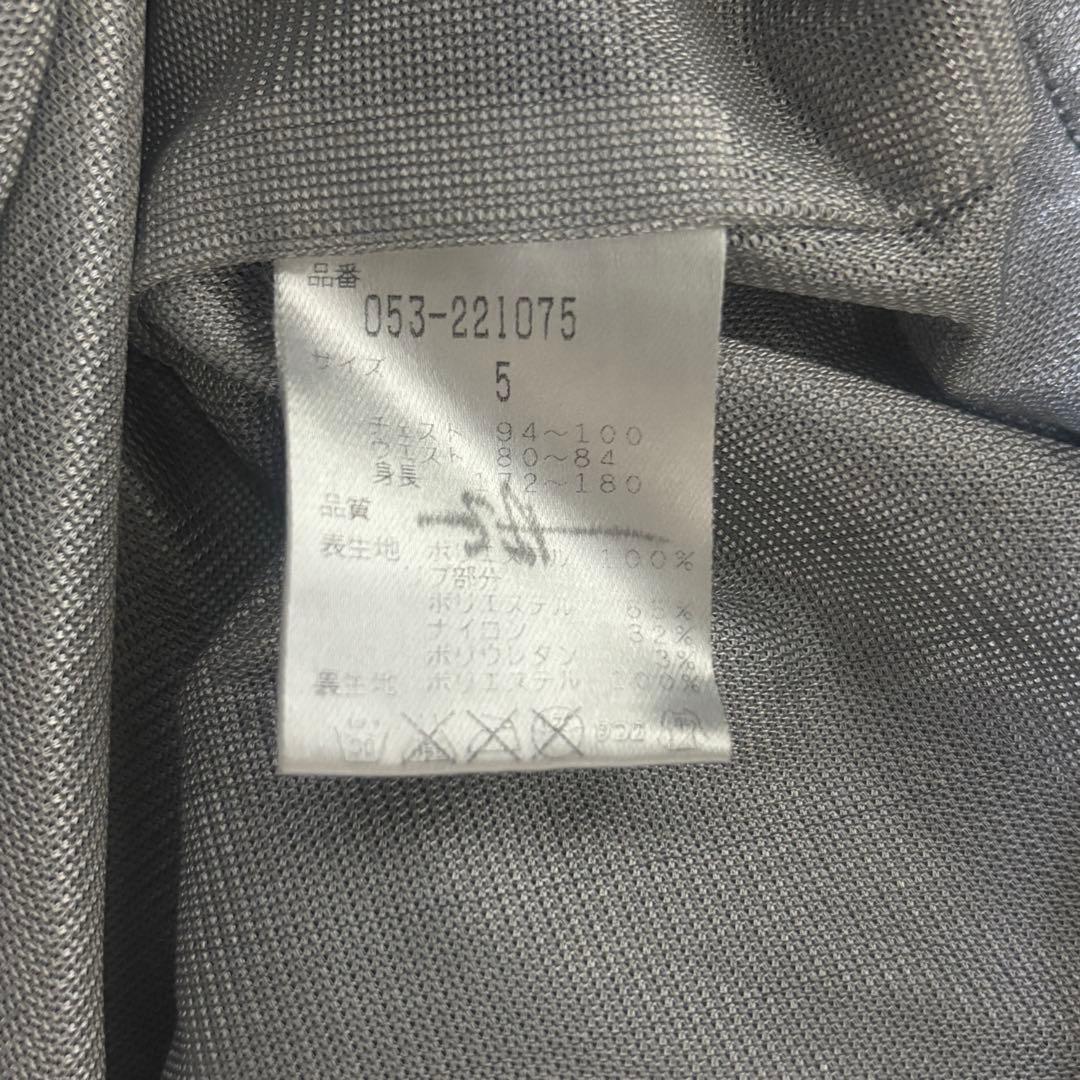 品番
053-221075
サイズ
5
チェスト 94～100
ウェスト 80～84
身長 172～180
品質
表生地 ポリエステル 100%
部分
ポリエステル
ナイロン 32%
ポリウレタン 3%
裏生地 ポリエステル 100%